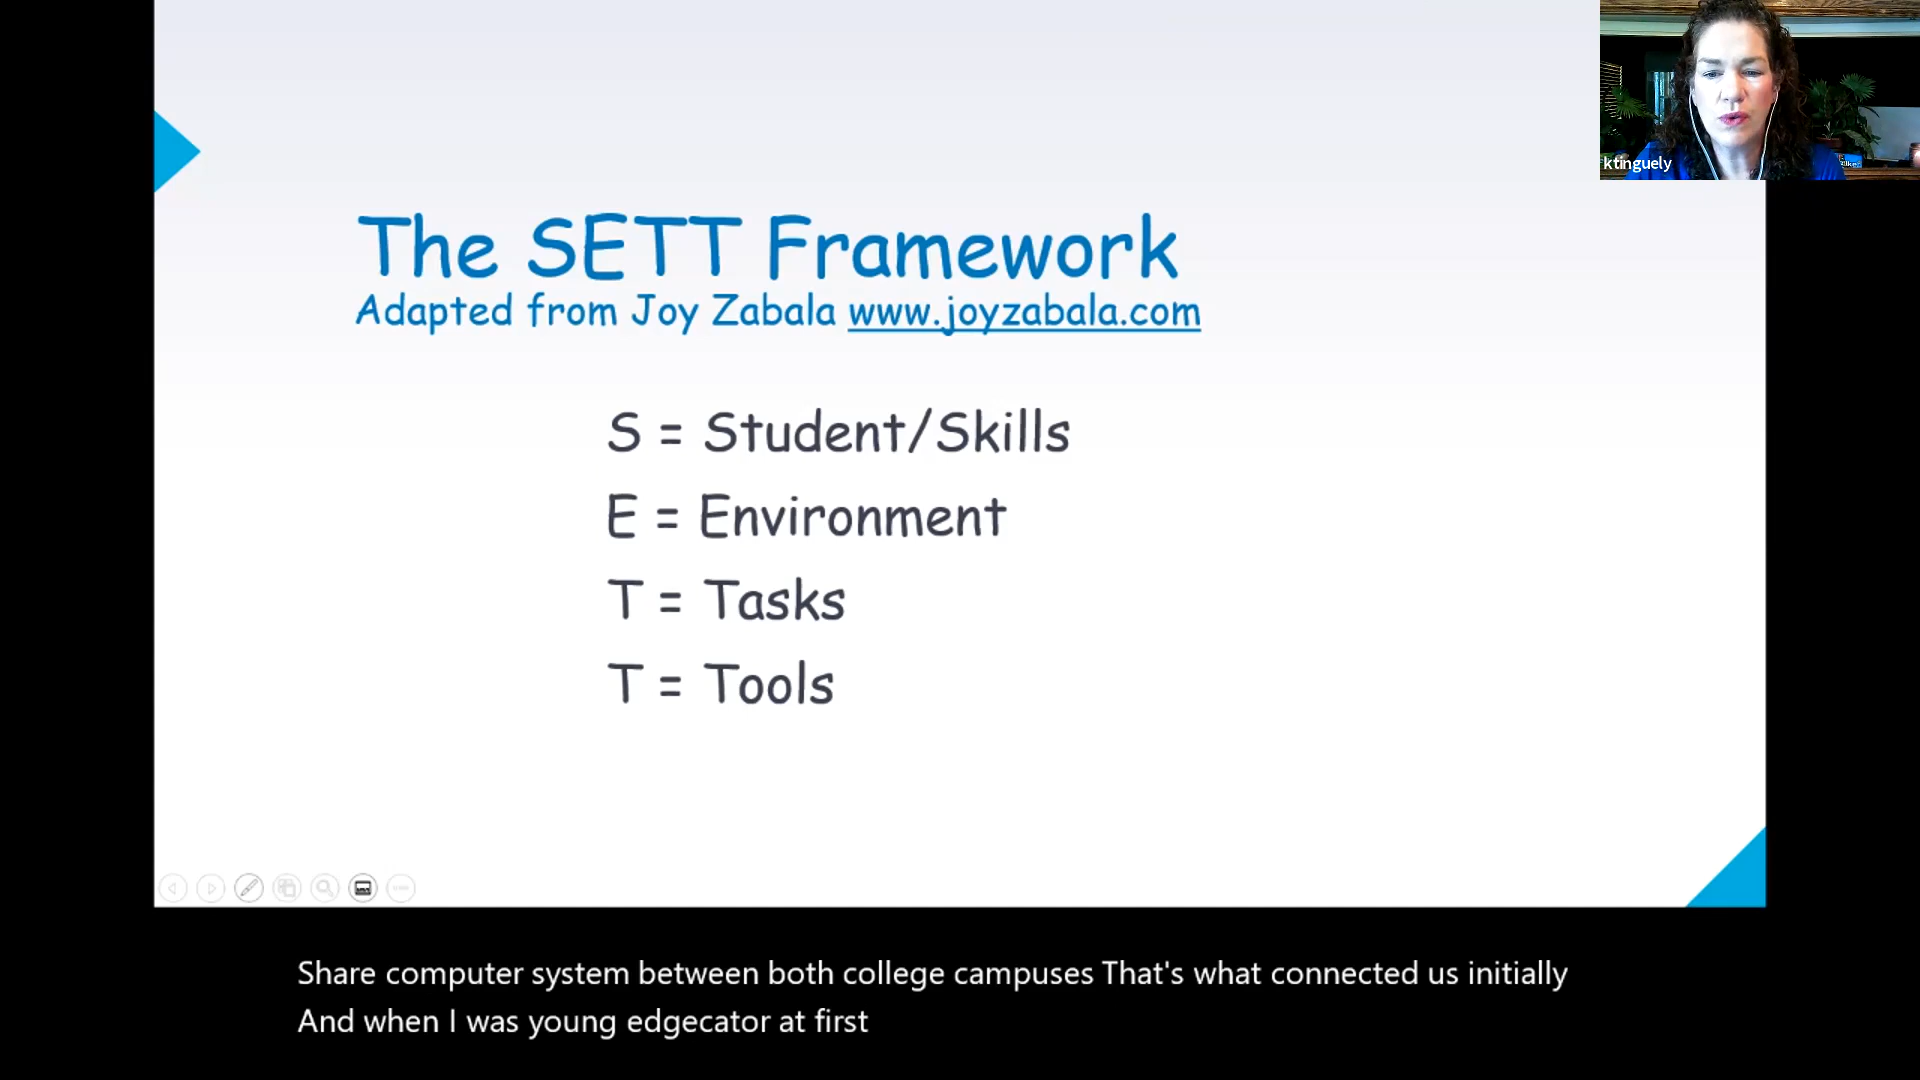 The SETT Framework
Adapted from Joy Zabala www.joyzabala.com
S = Student/Skills
E = Environment
T = Tasks
T = Tools
ktinguely
Share computer system between both college campuses That's what connected us initially
And when I was young edgecator at first